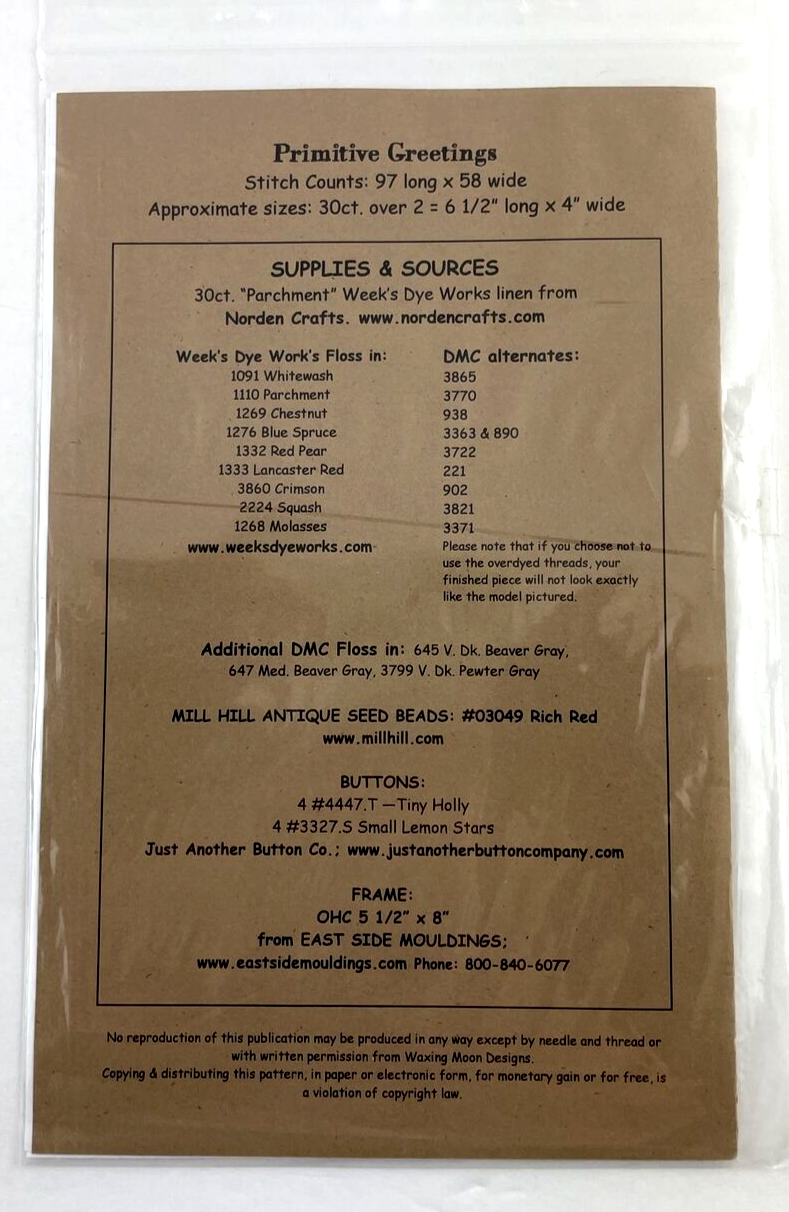 Primitive Greetings
Stitch Counts: 97 long x 58 wide
Approximate sizes: 30ct. over 2 = 6 1/2" long x 4" wide
SUPPLIES & SOURCES
30ct. "Parchment" Week's Dye Works linen from
Norden Crafts. www.nordencrafts.com
Week's Dye Work's Floss in:
1091 Whitewash
1110 Parchment
1269 Chestnut
1276 Blue Spruce
1332 Red Pear
1333 Lancaster Red
3860 Crimson
2224 Squash
1268 Molasses
www.weeksdyeworks.com
DMC alternates:
3865
3770
938
3363 & 890
3722
221
902
3821
3371
Please note that if you choose not to
use the overdyed threads, your
finished piece will not look exactly
like the model pictured.
Additional DMC Floss in: 645 V. Dk. Beaver Gray,
647 Med. Beaver Gray, 3799 V. Dk. Pewter Gray
MILL HILL ANTIQUE SEED BEADS: #03049 Rich Red
www.millhill.com
BUTTONS:
4 #4447.T —Tiny Holly
4 #3327.S Small Lemon Stars
Just Another Button Co.; www.justanotherbuttoncompany.com
FRAME:
OHC 5 1/2" x 8"
from EAST SIDE MOULDINGS;
www.eastsidemouldings.com Phone: 800-840-6077
No reproduction of this publication may be produced in any way except by needle and thread or
with written permission from Waxing Moon Designs.
Copying & distributing this pattern, in paper or electronic form, for monetary gain or for free, is
a violation of copyright law.